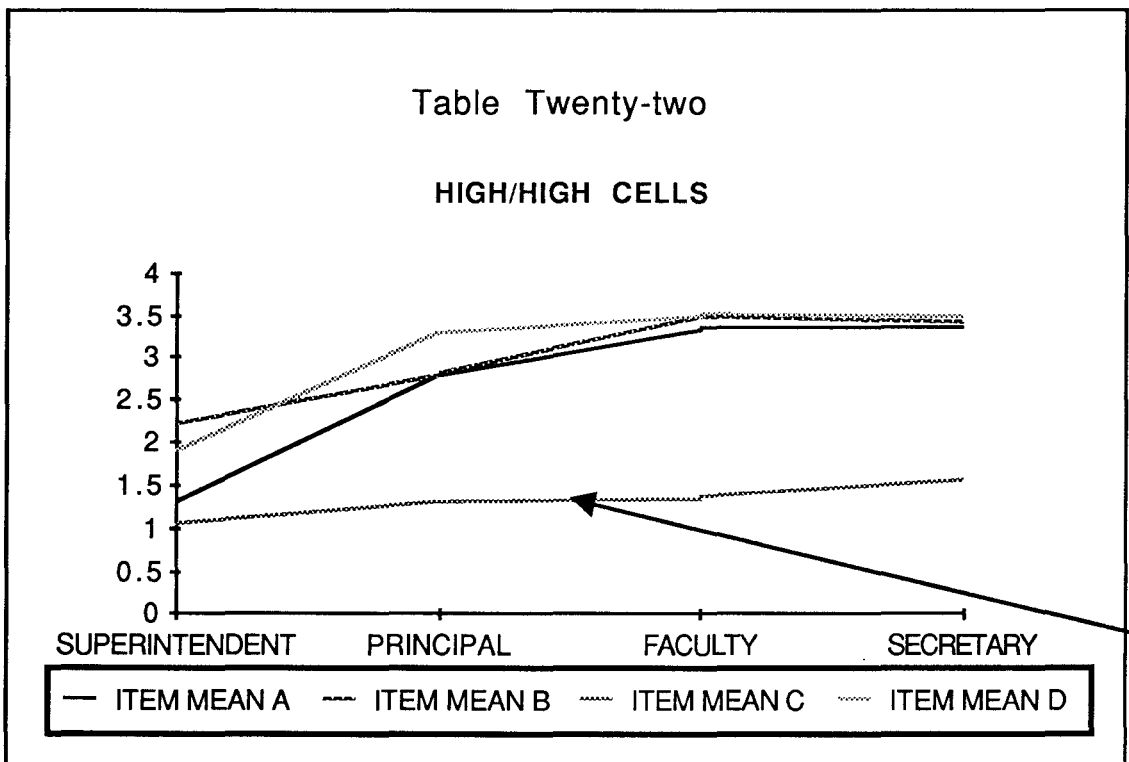 Table Twenty-two
HIGH/HIGH CELLS
4
3.5
3
2.5
2
1.5
1
0.5
0
SUPERINTENDENT PRINCIPAL FACULTY SECRETARY
ITEM MEAN A ITEM MEAN B ITEM MEAN C ITEM MEAN D